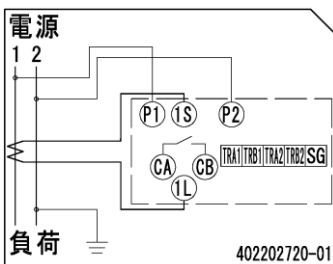 電源
1 2
P1 1S P2
CA CB TRA1 TRB1 TRA2 TRB2 SG
1L
負荷
402202720-01